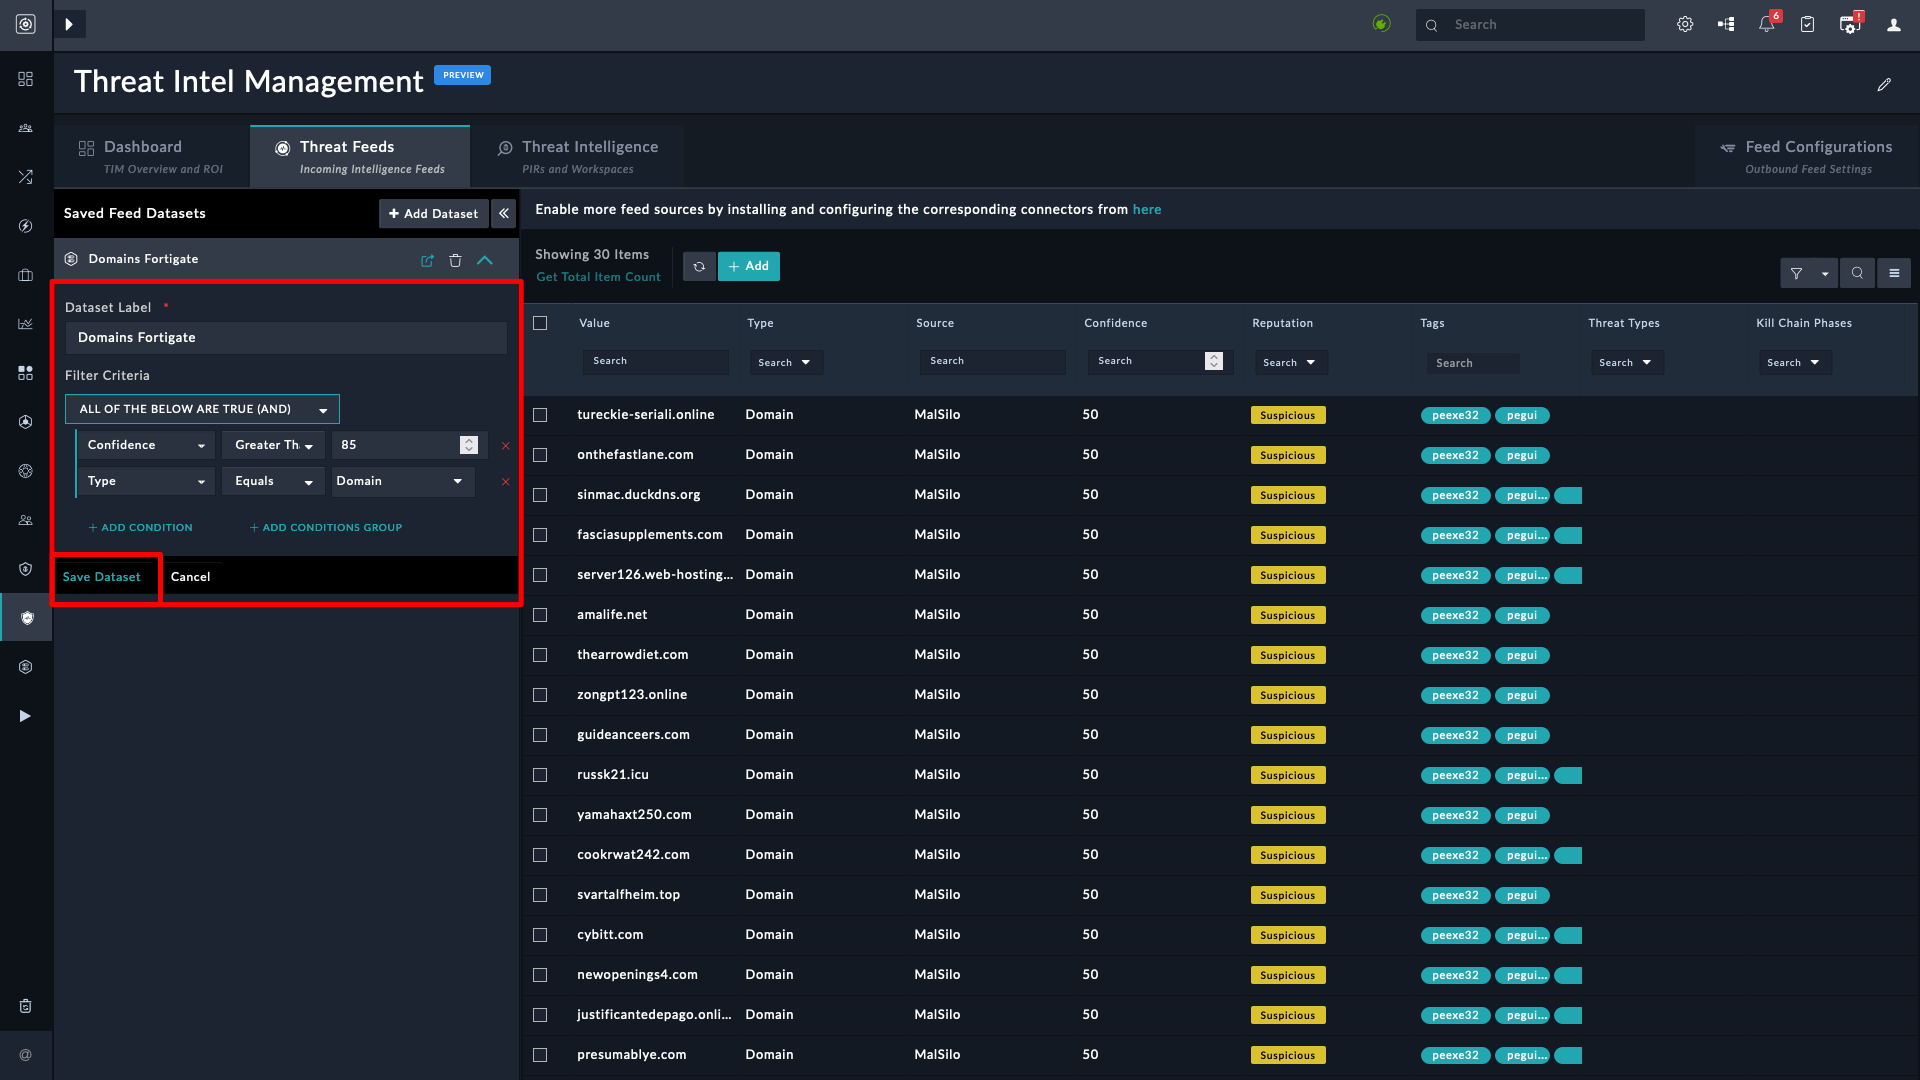 Search
6
!
Threat Intel Management PREVIEW
Dashboard
TIM Overview and ROI
Threat Feeds
Incoming Intelligence Feeds
Threat Intelligence
PIRs and Workspaces
Feed Configurations
Outbound Feed Settings
Saved Feed Datasets
+ Add Dataset
Domains Fortigate
Dataset Label *
Domains Fortigate
Filter Criteria
ALL OF THE BELOW ARE TRUE (AND)
Confidence Greater Th 85
Type Equals Domain
+ ADD CONDITION + ADD CONDITIONS GROUP
Save Dataset Cancel
Enable more feed sources by installing and configuring the corresponding connectors from here
Showing 30 Items
Get Total Item Count
+ Add
Value Type Source Confidence Reputation Tags Threat Types Kill Chain Phases
Search Search Search Search Search Search Search Search
tureckie-seriali.online Domain MalSilo 50 Suspicious peexe32 pegui
onthefastlane.com Domain MalSilo 50 Suspicious peexe32 pegui
sinmac.duckdns.org Domain MalSilo 50 Suspicious peexe32 pegui...
fasciasupplements.com Domain MalSilo 50 Suspicious peexe32 pegui...
server126.web-hosting... Domain MalSilo 50 Suspicious peexe32 pegui...
amalife.net Domain MalSilo 50 Suspicious peexe32 pegui
thearrowdiet.com Domain MalSilo 50 Suspicious peexe32 pegui
zongpt123.online Domain MalSilo 50 Suspicious peexe32 pegui
guideanceers.com Domain MalSilo 50 Suspicious peexe32 pegui
russk21.icu Domain MalSilo 50 Suspicious peexe32 pegui...
yamahaxt250.com Domain MalSilo 50 Suspicious peexe32 pegui
cookrwat242.com Domain MalSilo 50 Suspicious peexe32 pegui...
svartalfheim.top Domain MalSilo 50 Suspicious peexe32 pegui
cybitt.com Domain MalSilo 50 Suspicious peexe32 pegui...
newopenings4.com Domain MalSilo 50 Suspicious peexe32 pegui...
justificantedepago.onli... Domain MalSilo 50 Suspicious peexe32 pegui...
presumablye.com Domain MalSilo 50 Suspicious peexe32 pegui...